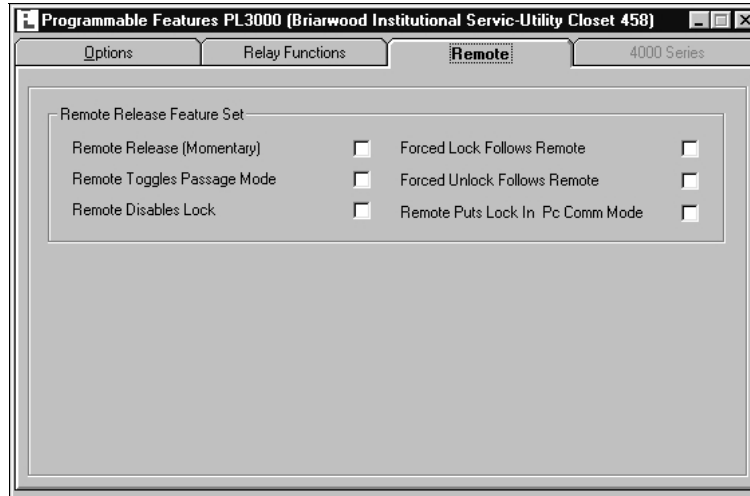 Programmable Features PL3000 (Briarwood Institutional Servic-Utility Closet 458)
Options
Relay Functions
Remote
4000 Series
Remote Release Feature Set
Remote Release (Momentary)
Forced Lock Follows Remote
Remote Toggles Passage Mode
Forced Unlock Follows Remote
Remote Disables Lock
Remote Puts Lock In Pc Comm Mode